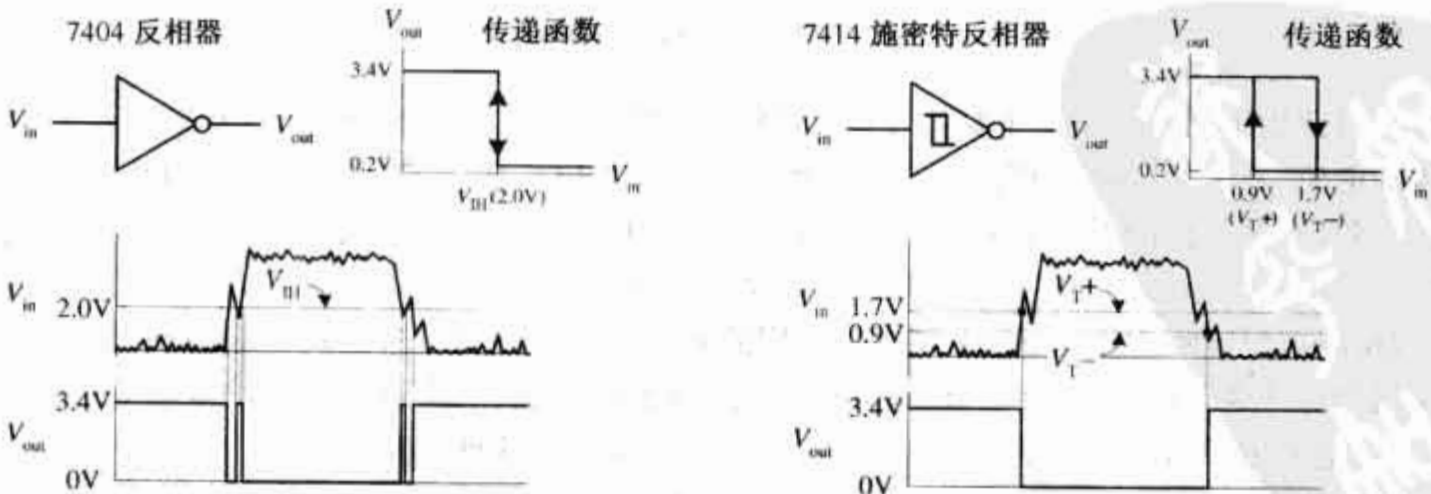 7404 反相器
V_out
传递函数
3.4V
0.2V
V_in
V_out
V_in
V_IH(2.0V)
V_in
2.0V
V_IH
3.4V
V_out
0V
7414 施密特反相器
V_out
传递函数
3.4V
0.2V
V_in
V_out
V_in
0.9V
1.7V
(V_T+)
(V_T−)
V_in
1.7V
0.9V
V_T+
V_T−
3.4V
V_out
0V